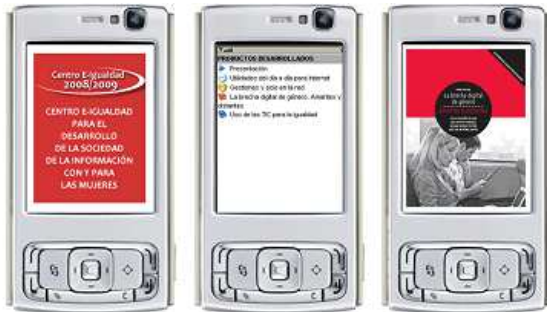 Centro E-Igualdad
2008/2009
CENTRO E-IGUALDAD
PARA EL
DESARROLLO
DE LA SOCIEDAD
DE LA INFORMACIÓN
CON Y PARA
LAS MUJERES
PRODUCTOS DESARROLLADOS
Presentación
Utilidades del día a día para Internet
Gestiones y ocio en la red
La brecha digital de género. Amantes y
distantes
Uso de las TIC para la igualdad
La brecha digital
de género
C
C
C